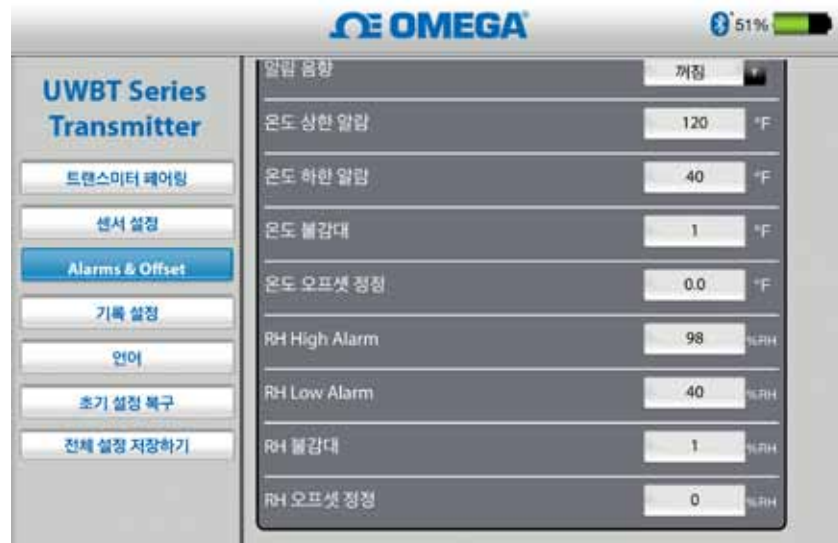 OMEGA
51%
UWBT Series
Transmitter
트랜스미터 페어링
센서 설정
Alarms & Offset
기록 설정
언어
초기 설정 복구
전체 설정 저장하기
알림 음향 꺼짐
온도 상한 알람 120 °F
온도 하한 알람 40 °F
온도 불감대 1 °F
온도 오프셋 정정 0.0 °F
RH High Alarm 98 %RH
RH Low Alarm 40 %RH
RH 불감대 1 %RH
RH 오프셋 정정 0 %RH